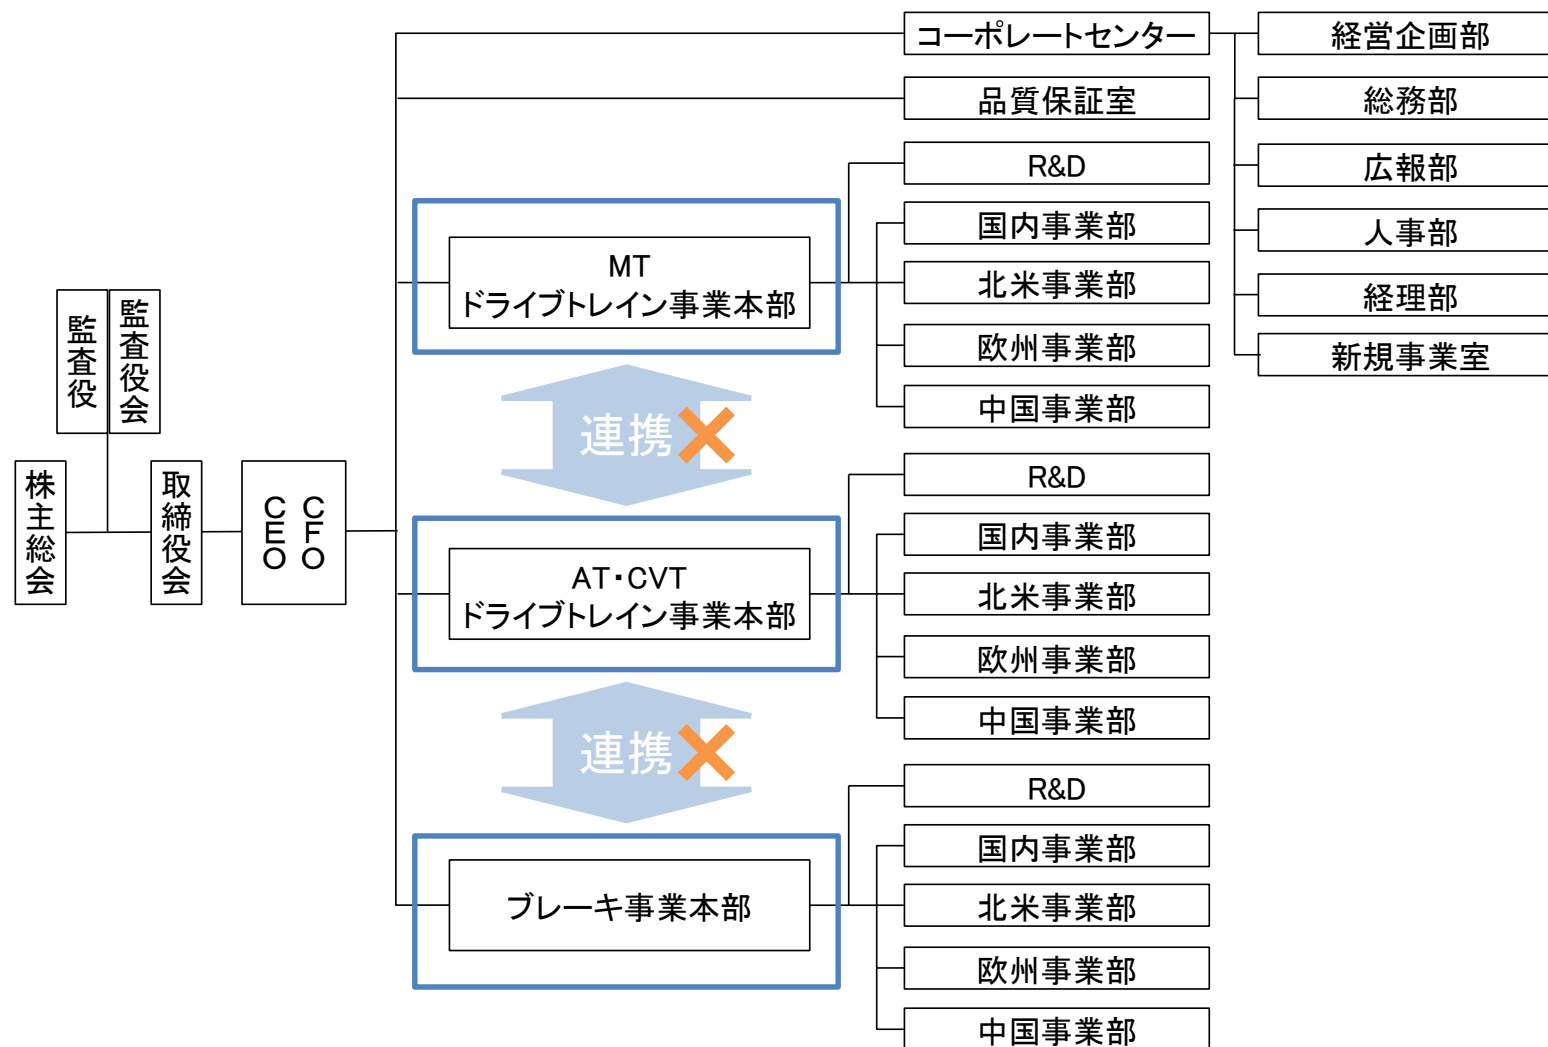 コーポレートセンター
経営企画部
品質保証室
総務部
広報部
人事部
経理部
新規事業室
監査役
監査役会
株主総会
取締役会
CEO
CFO
MT
ドライブトレイン事業本部
R&D
国内事業部
北米事業部
欧州事業部
中国事業部
連携
AT・CVT
ドライブトレイン事業本部
R&D
国内事業部
北米事業部
欧州事業部
中国事業部
連携
ブレーキ事業本部
R&D
国内事業部
北米事業部
欧州事業部
中国事業部